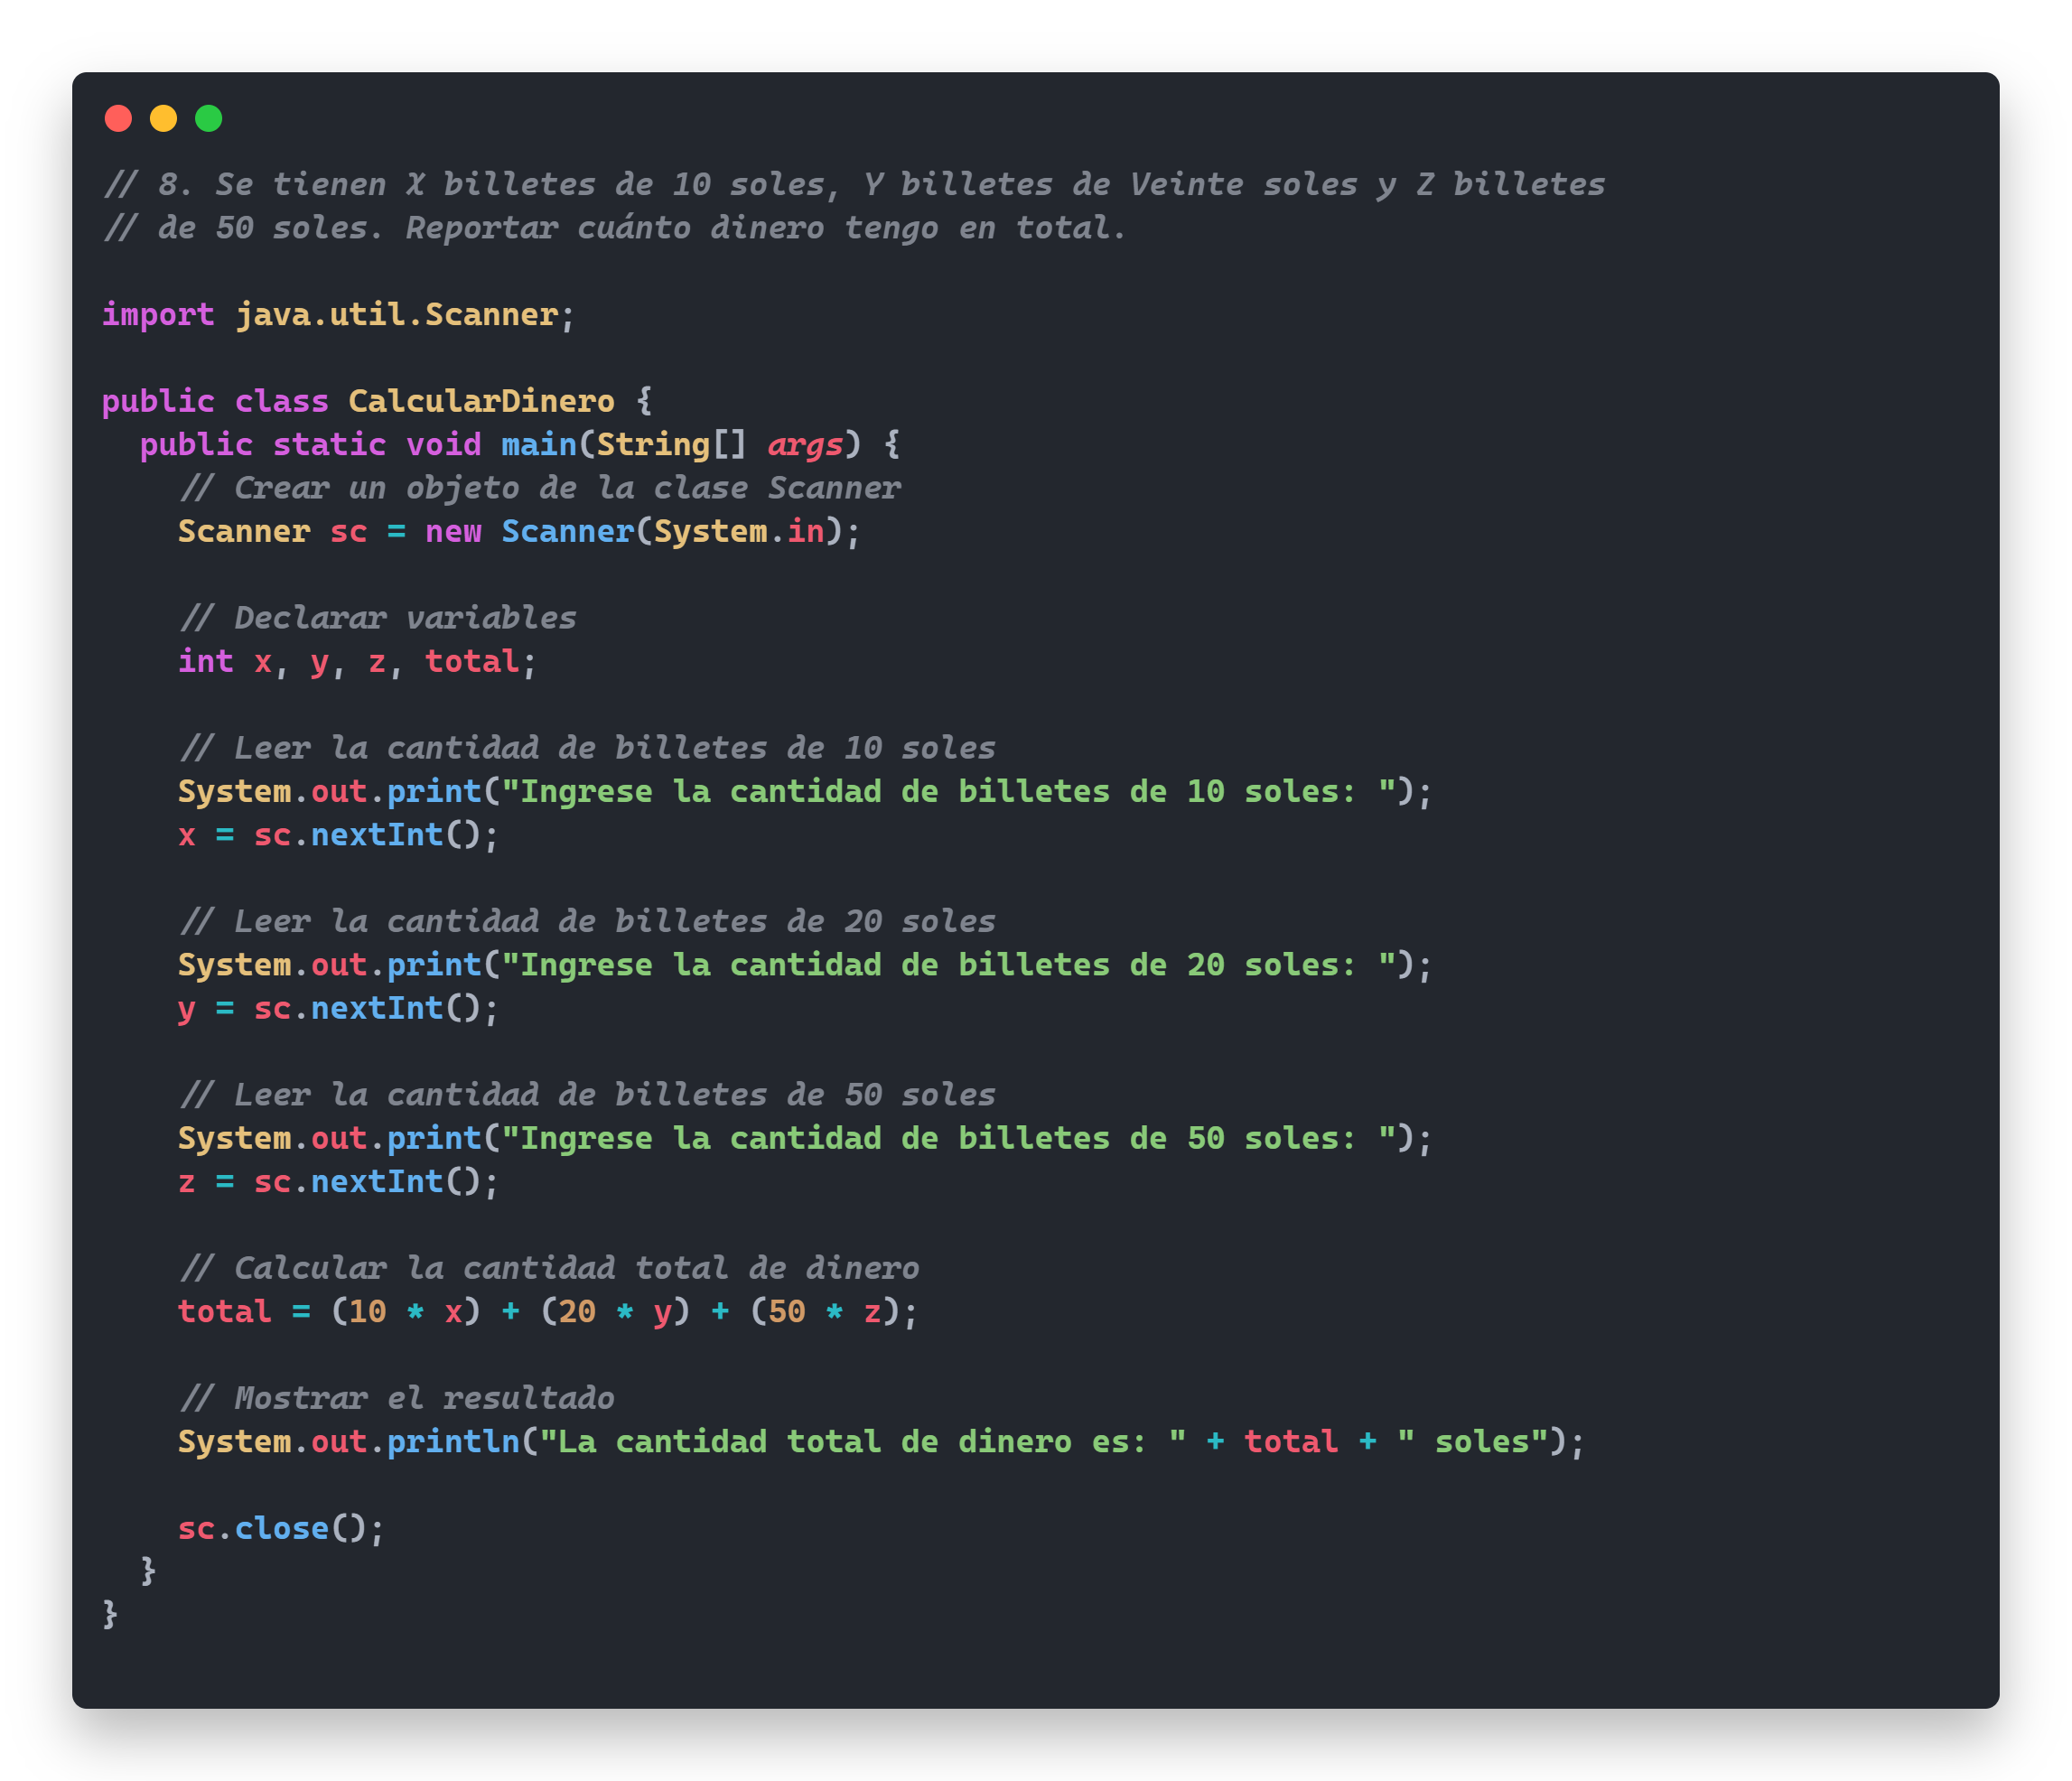 // 8. Se tienen X billetes de 10 soles, Y billetes de Veinte soles y Z billetes
// de 50 soles. Reportar cuánto dinero tengo en total.
import java.util.Scanner;
public class CalcularDinero {
public static void main(String[] args) {
// Crear un objeto de la clase Scanner
Scanner sc = new Scanner(System.in);
// Declarar variables
int x, y, z, total;
// Leer la cantidad de billetes de 10 soles
System.out.print("Ingrese la cantidad de billetes de 10 soles: ");
x = sc.nextInt();
// Leer la cantidad de billetes de 20 soles
System.out.print("Ingrese la cantidad de billetes de 20 soles: ");
y = sc.nextInt();
// Leer la cantidad de billetes de 50 soles
System.out.print("Ingrese la cantidad de billetes de 50 soles: ");
z = sc.nextInt();
// Calcular la cantidad total de dinero
total = (10 * x) + (20 * y) + (50 * z);
// Mostrar el resultado
System.out.println("La cantidad total de dinero es: " + total + " soles");
sc.close();
}
}